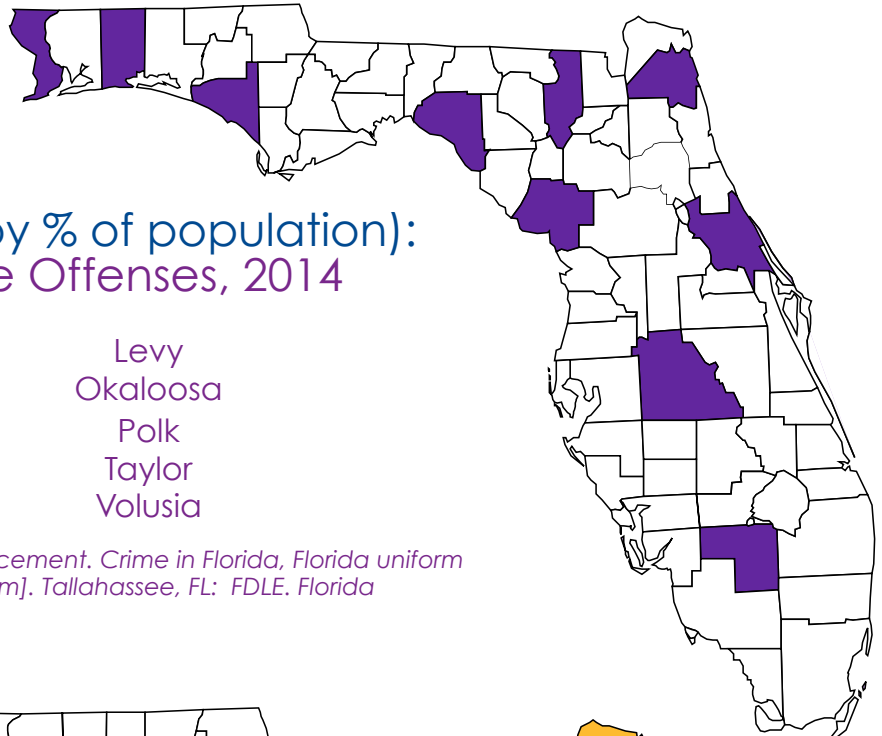 by % of population):
e Offenses, 2014
Levy
Okaloosa
Polk
Taylor
Volusia
cement. Crime in Florida, Florida uniform
m]. Tallahassee, FL: FDLE. Florida